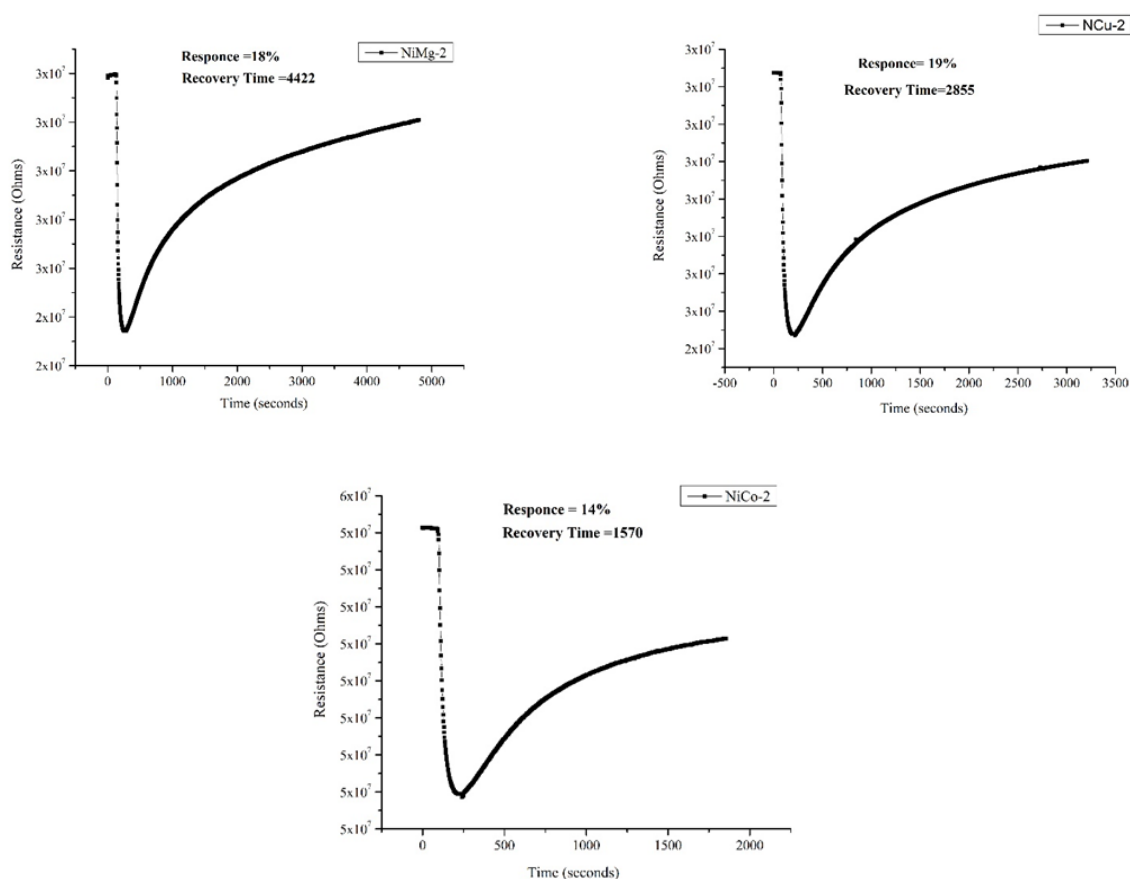 Responce =18%
Recovery Time =4422
NiMg-2
3x10⁷
3x10⁷
3x10⁷
3x10⁷
3x10⁷
2x10⁷
2x10⁷
Resistance (Ohms)
0 1000 2000 3000 4000 5000
Time (seconds)
NCu-2
Responce= 19%
Recovery Time=2855
3x10⁷
3x10⁷
3x10⁷
3x10⁷
3x10⁷
3x10⁷
3x10⁷
3x10⁷
2x10⁷
Resistance (Ohms)
-500 0 500 1000 1500 2000 2500 3000 3500
Time (seconds)
NiCo-2
Responce = 14%
Recovery Time =1570
6x10⁷
5x10⁷
5x10⁷
5x10⁷
5x10⁷
5x10⁷
5x10⁷
5x10⁷
5x10⁷
5x10⁷
Resistance (Ohms)
0 500 1000 1500 2000
Time (seconds)